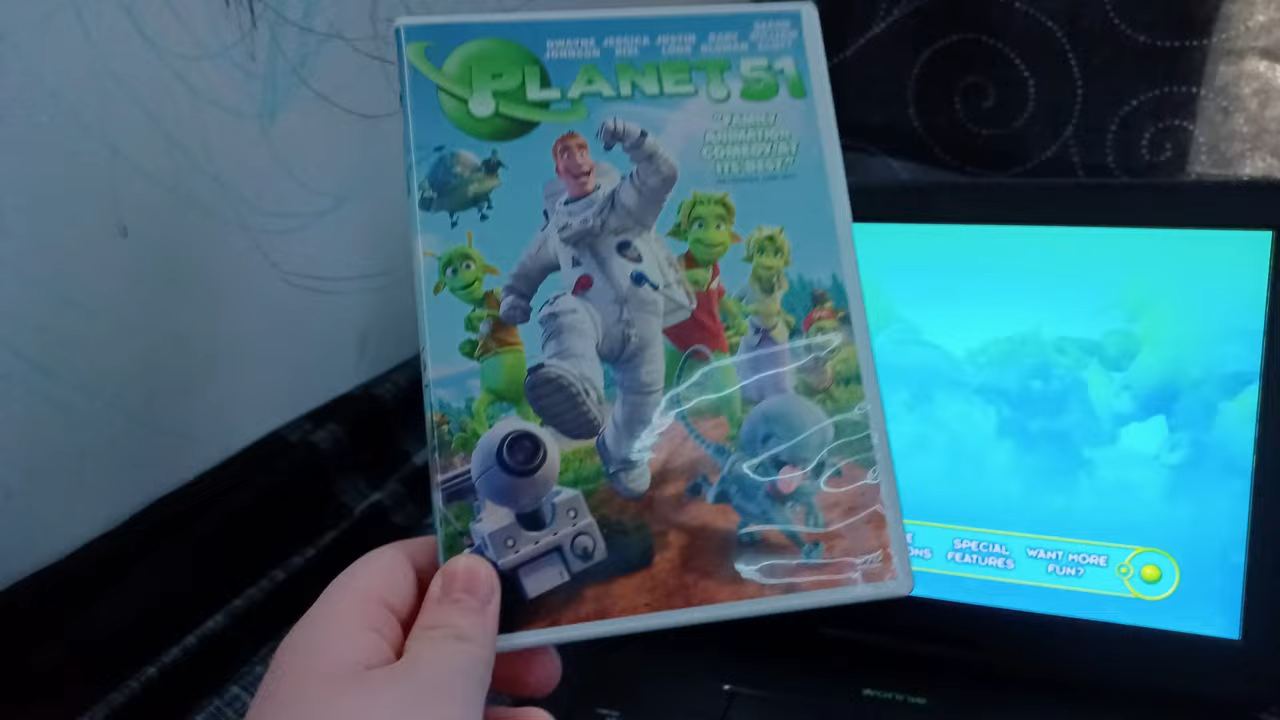 DWAYNE JESSICA JUSTIN GARY SEANN WILLIAM
JOHNSON BIEL LONG OLDMAN SCOTT
PLANET 51
"FAMILY
ANIMATION
COMEDY AT
ITS BEST."
SPECIAL
FEATURES
WANT MORE
FUN?
wonnie